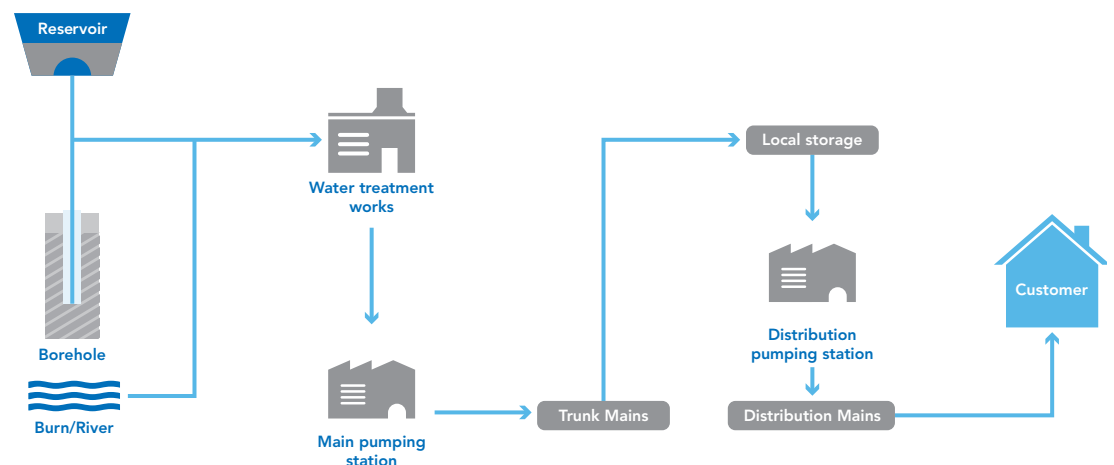 Reservoir
Borehole
Burn/River
Water treatment
works
Main pumping
station
Trunk Mains
Local storage
Distribution
pumping station
Distribution Mains
Customer